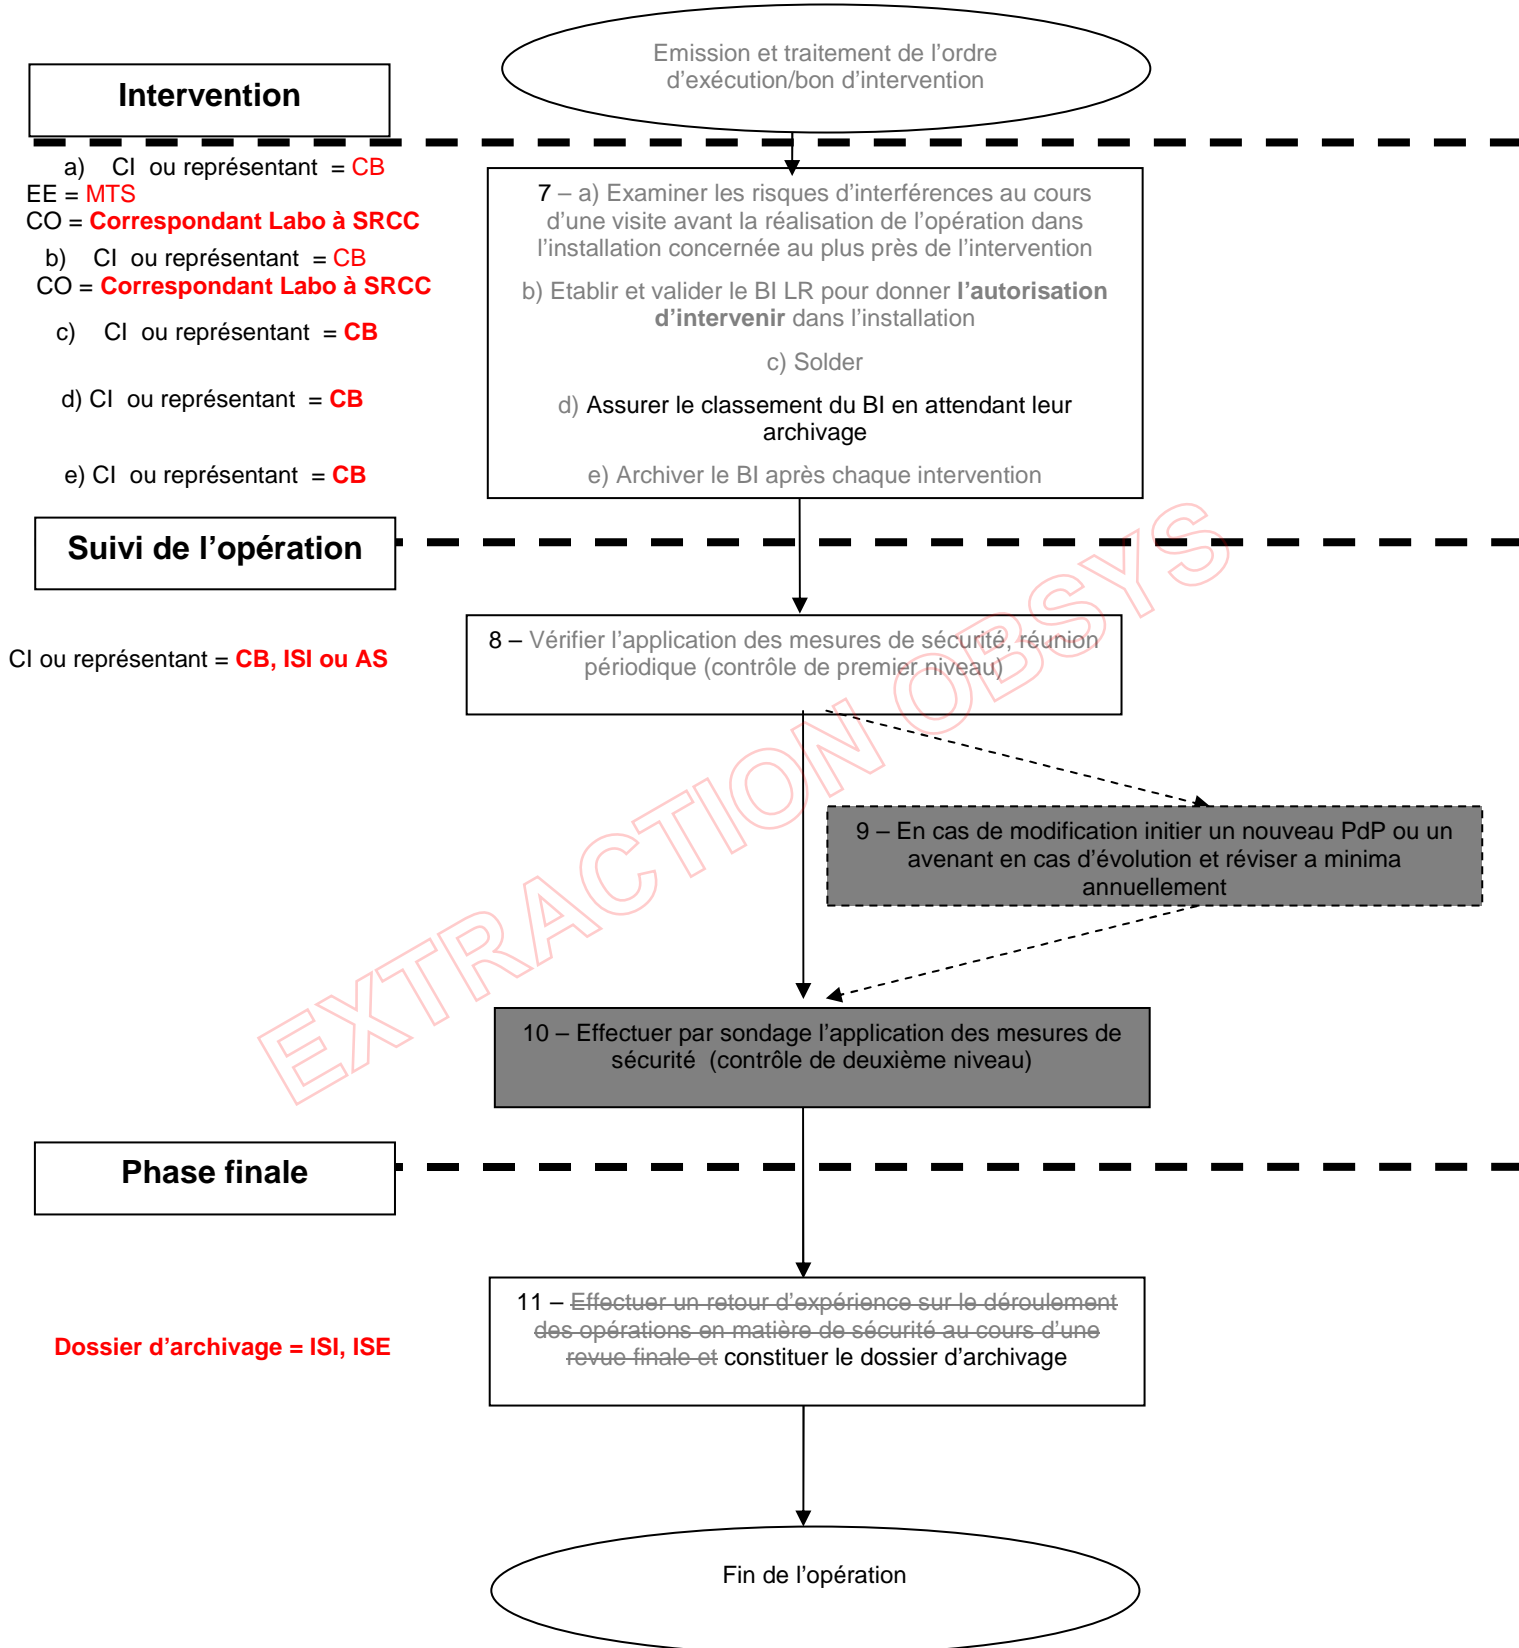 Emission et traitement de l’ordre
d’exécution/bon d’intervention
Intervention
a) CI ou représentant = CB
EE = MTS
CO = Correspondant Labo à SRCC
b) CI ou représentant = CB
CO = Correspondant Labo à SRCC
c) CI ou représentant = CB
d) CI ou représentant = CB
e) CI ou représentant = CB
7 – a) Examiner les risques d’interférences au cours
d’une visite avant la réalisation de l’opération dans
l’installation concernée au plus près de l’intervention
b) Etablir et valider le BI LR pour donner l’autorisation
d’intervenir dans l’installation
c) Solder
d) Assurer le classement du BI en attendant leur
archivage
e) Archiver le BI après chaque intervention
Suivi de l’opération
CI ou représentant = CB, ISI ou AS
8 – Vérifier l’application des mesures de sécurité, réunion
périodique (contrôle de premier niveau)
9 – En cas de modification initier un nouveau PdP ou un
avenant en cas d’évolution et réviser a minima
annuellement
10 – Effectuer par sondage l’application des mesures de
sécurité (contrôle de deuxième niveau)
EXTRACTION OBSYS
Phase finale
Dossier d’archivage = ISI, ISE
11 – Effectuer un retour d’expérience sur le déroulement
des opérations en matière de sécurité au cours d’une
revue finale et constituer le dossier d’archivage
Fin de l’opération